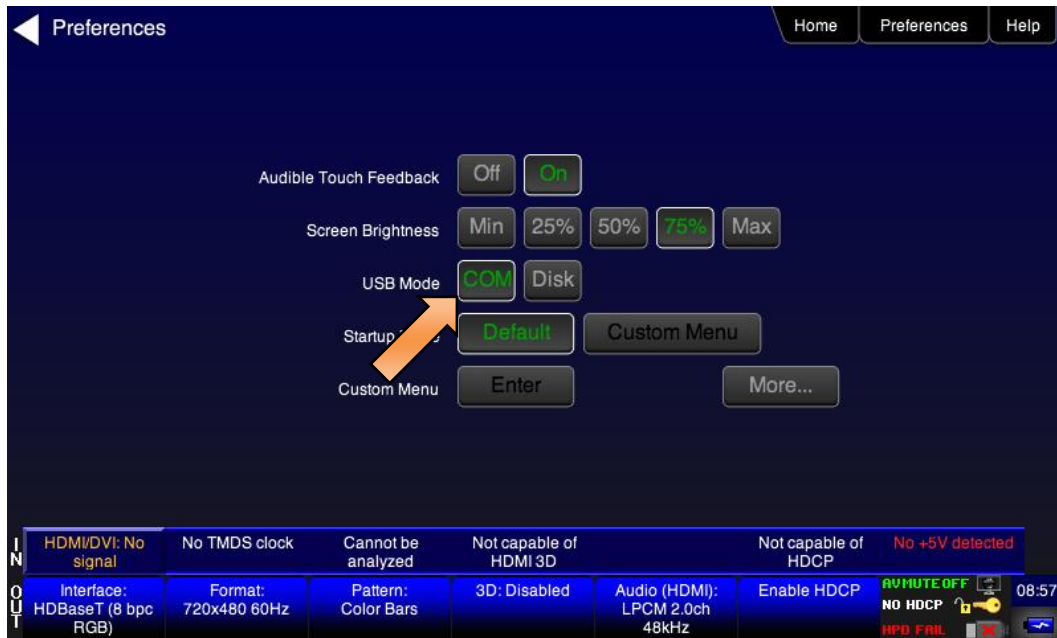 Preferences
Home
Preferences
Help
Audible Touch Feedback
Off
On
Screen Brightness
Min
25%
50%
75%
Max
USB Mode
COM
Disk
Startup
Default
Custom Menu
Custom Menu
Enter
More...
IN
HDMI/DVI: No
signal
No TMDS clock
Cannot be
analyzed
Not capable of
HDMI 3D
Not capable of
HDCP
No +5V detected
OUT
Interface:
HDBaseT (8 bpc
RGB)
Format:
720x480 60Hz
Pattern:
Color Bars
3D: Disabled
Audio (HDMI):
LPCM 2.0ch
48kHz
Enable HDCP
AVMUTE OFF
NO HDCP
HPD FAIL
08:57